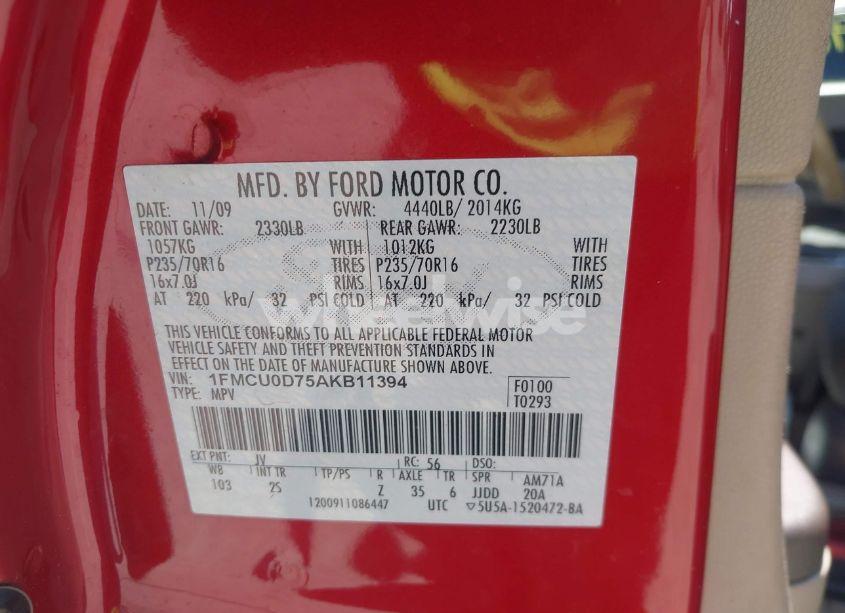 MFD. BY FORD MOTOR CO.
DATE: 11/09 GVWR: 4440LB/ 2014KG
FRONT GAWR: 2330LB REAR GAWR: 2230LB
1057KG WITH 1012KG WITH
P235/70R16 TIRES P235/70R16 TIRES
16x7.0J RIMS 16x7.0J RIMS
AT 220 kPa/ 32 PSI COLD AT 220 kPa/ 32 PSI COLD
wheelwise
THIS VEHICLE CONFORMS TO ALL APPLICABLE FEDERAL MOTOR
VEHICLE SAFETY AND THEFT PREVENTION STANDARDS IN
EFFECT ON THE DATE OF MANUFACTURE SHOWN ABOVE.
VIN: 1FMCU0D75AKB11394 F0100
TYPE: MPV T0293
EXT PNT: JV RC: 56 DSO:
WB INT TR TP/PS R AXLE TR SPR AM71A
103 2S Z 35 6 JJDD 20A
1200911086447 UTC ▽5U5A-1520472-BA